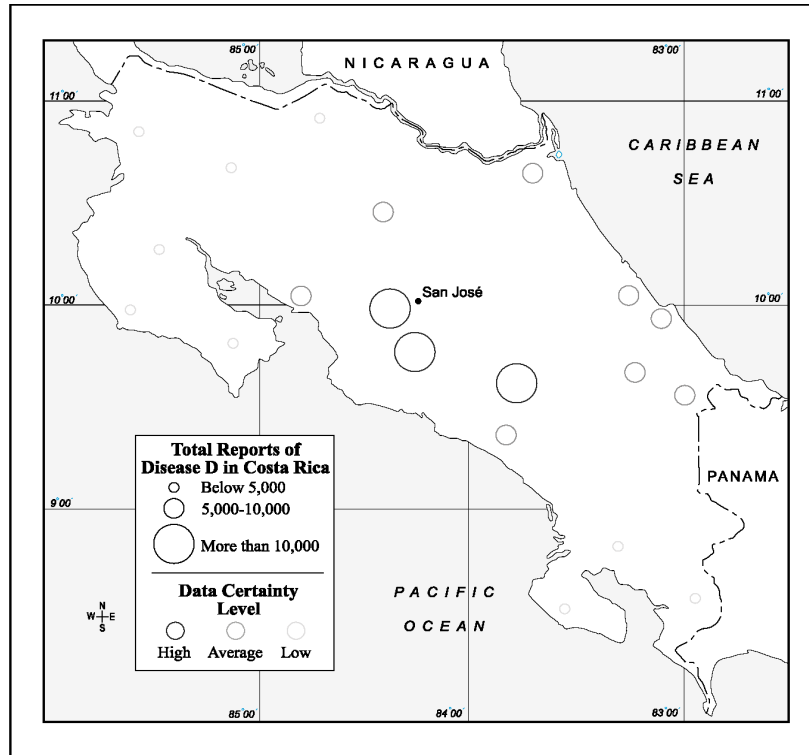 85°00'
83°00'
NICARAGUA
11°00'
11°00'
CARIBBEAN
SEA
San José
10°00'
10°00'
Total Reports of
Disease D in Costa Rica
Below 5,000
5,000-10,000
More than 10,000
Data Certainty
Level
High
Average
Low
PANAMA
9°00'
N
W E
S
PACIFIC
OCEAN
85°00'
84°00'
83°00'